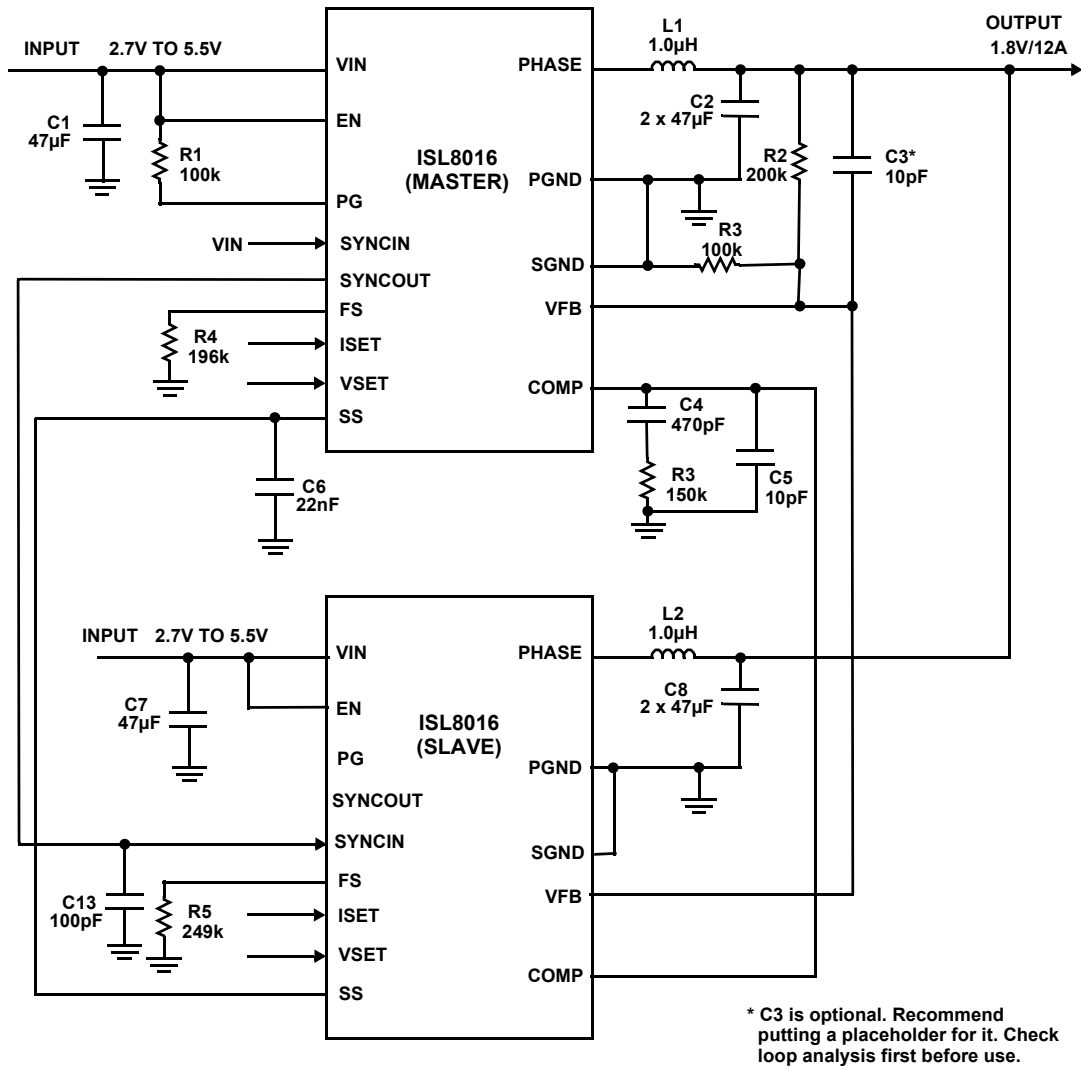 INPUT 2.7V TO 5.5V
VIN
EN
PG
VIN
SYNCIN
SYNCOUT
FS
ISET
VSET
SS
ISL8016
(MASTER)
PHASE
PGND
SGND
VFB
COMP
C1
47µF
R1
100k
R4
196k
C6
22nF
L1
1.0µH
C2
2 x 47µF
R2
200k
C3*
10pF
R3
100k
C4
470pF
R3
150k
C5
10pF
OUTPUT
1.8V/12A
INPUT 2.7V TO 5.5V
VIN
EN
PG
SYNCOUT
SYNCIN
FS
ISET
VSET
SS
ISL8016
(SLAVE)
PHASE
PGND
SGND
VFB
COMP
C7
47µF
C13
100pF
R5
249k
L2
1.0µH
C8
2 x 47µF
* C3 is optional. Recommend
putting a placeholder for it. Check
loop analysis first before use.